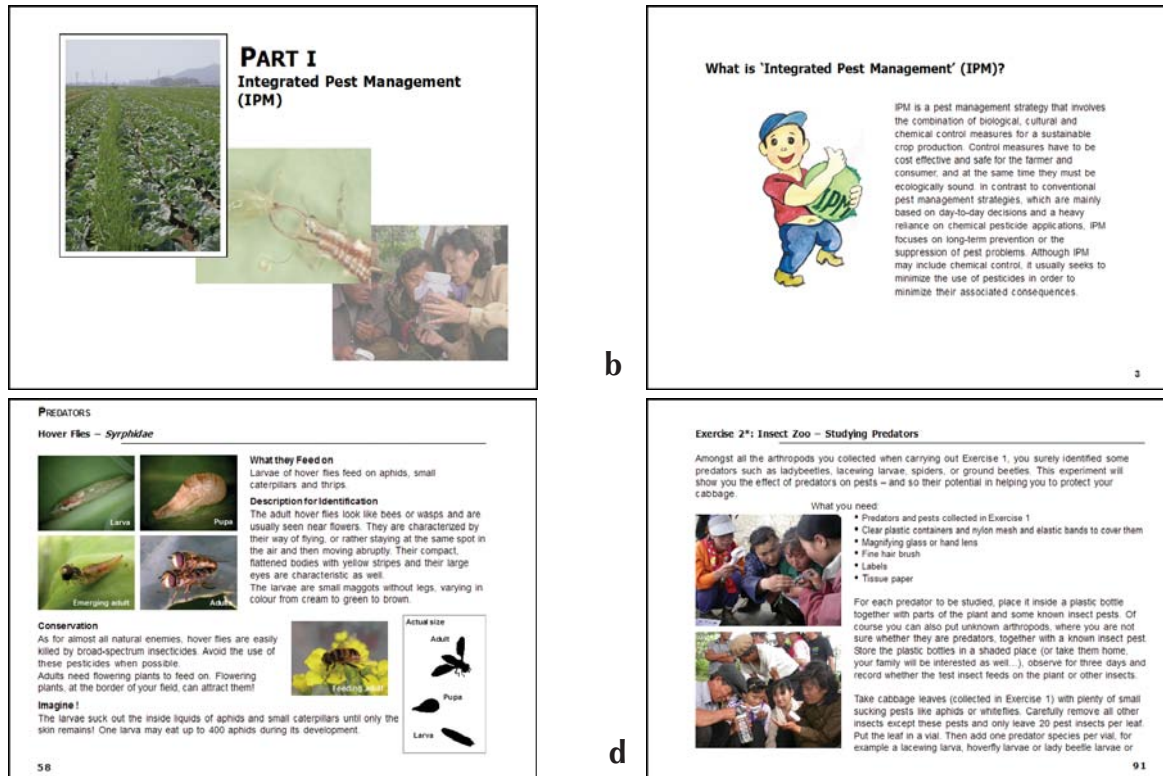 PART I
Integrated Pest Management
(IPM)
b
What is 'Integrated Pest Management' (IPM)?
IPM
IPM is a pest management strategy that involves
the combination of biological, cultural and
chemical control measures for a sustainable
crop production. Control measures have to be
cost effective and safe for the farmer and
consumer, and at the same time they must be
ecologically sound. In contrast to conventional
pest management strategies, which are mainly
based on day-to-day decisions and a heavy
reliance on chemical pesticide applications, IPM
focuses on long-term prevention or the
suppression of pest problems. Although IPM
may include chemical control, it usually seeks to
minimize the use of pesticides in order to
minimize their associated consequences.
3
PREDATORS
Hover Flies – Syrphidae
Larva
Pupa
Emerging adult
Adults
What they Feed on
Larvae of hover flies feed on aphids, small
caterpillars and thrips.
Description for Identification
The adult hover flies look like bees or wasps and are
usually seen near flowers. They are characterized by
their way of flying, or rather staying at the same spot in
the air and then moving abruptly. Their compact,
flattened bodies with yellow stripes and their large
eyes are characteristic as well.
The larvae are small maggots without legs, varying in
colour from cream to green to brown.
Conservation
As for almost all natural enemies, hover flies are easily
killed by broad-spectrum insecticides. Avoid the use of
these pesticides when possible.
Adults need flowering plants to feed on. Flowering
plants, at the border of your field, can attract them!
Feeding adult
Imagine !
The larvae suck out the inside liquids of aphids and small caterpillars until only the
skin remains! One larva may eat up to 400 aphids during its development.
Actual size
Adult
Pupa
Larva
58
d
Exercise 2*: Insect Zoo – Studying Predators
Amongst all the arthropods you collected when carrying out Exercise 1, you surely identified some
predators such as ladybeetles, lacewing larvae, spiders, or ground beetles. This experiment will
show you the effect of predators on pests – and so their potential in helping you to protect your
cabbage.
What you need:
• Predators and pests collected in Exercise 1
• Clear plastic containers and nylon mesh and elastic bands to cover them
• Magnifying glass or hand lens
• Fine hair brush
• Labels
• Tissue paper
For each predator to be studied, place it inside a plastic bottle
together with parts of the plant and some known insect pests. Of
course you can also put unknown arthropods, where you are not
sure whether they are predators, together with a known insect pest.
Store the plastic bottles in a shaded place (or take them home,
your family will be interested as well...), observe for three days and
record whether the test insect feeds on the plant or other insects.
Take cabbage leaves (collected in Exercise 1) with plenty of small
sucking pests like aphids or whiteflies. Carefully remove all other
insects except these pests and only leave 20 pest insects per leaf.
Put the leaf in a vial. Then add one predator species per vial, for
example a lacewing larva, hoverfly larvae or lady beetle larvae or
91